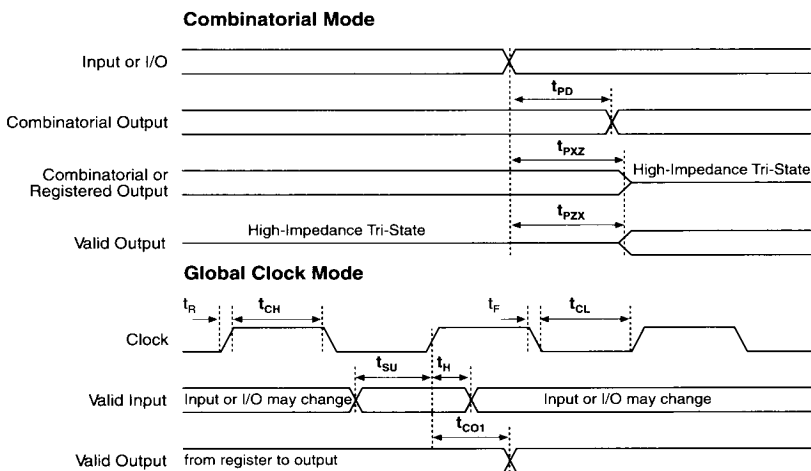 Combinatorial Mode
Input or I/O
tPD
Combinatorial Output
tPXZ
Combinatorial or
Registered Output
High-Impedance Tri-State
tPZX
High-Impedance Tri-State
Valid Output
Global Clock Mode
tR
tCH
tF
tCL
Clock
tSU
tH
Valid Input
Input or I/O may change
Input or I/O may change
tCO1
Valid Output
from register to output